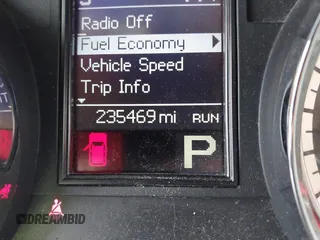 Radio Off
Fuel Economy
Vehicle Speed
Trip Info
235469 mi RUN
P
DREAMBID